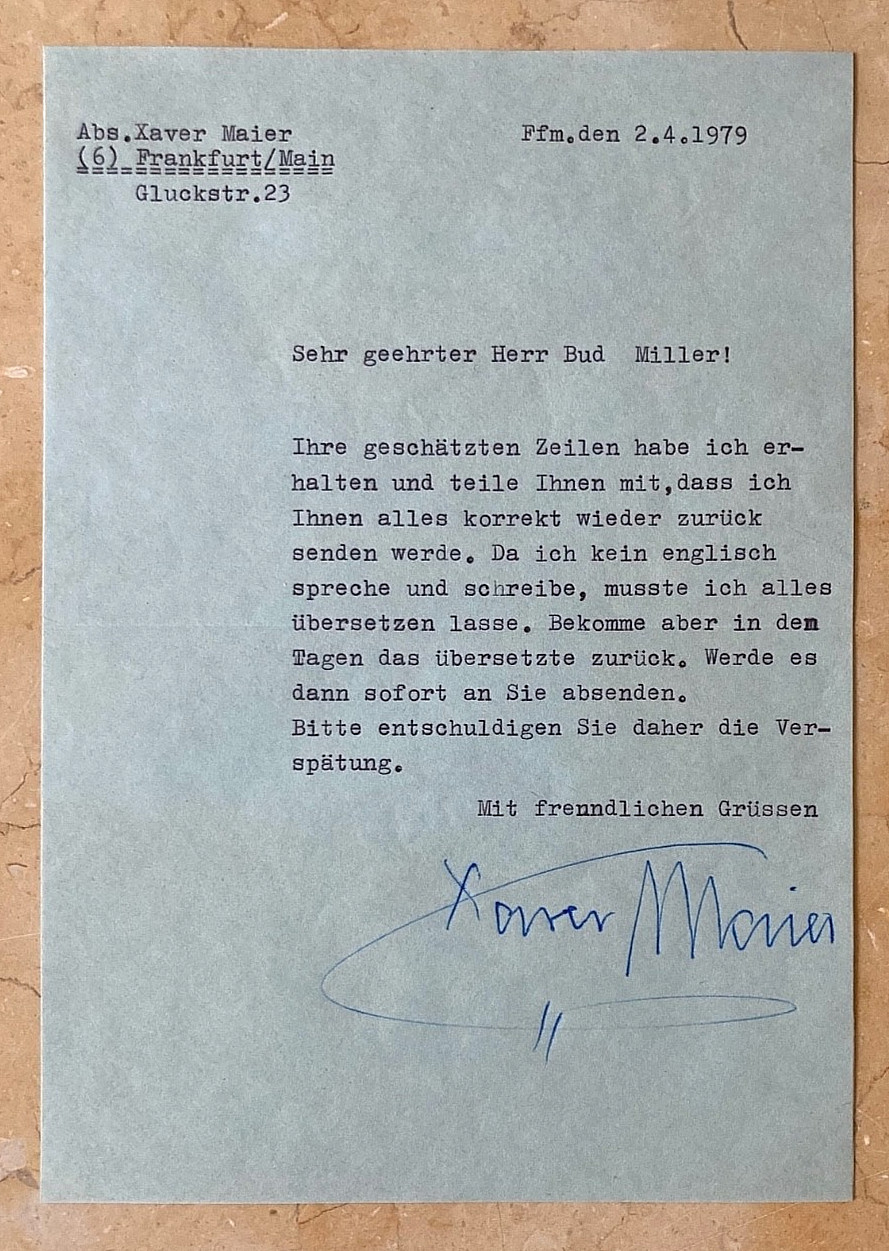 Abs.Xaver Maier
Ffm.den 2.4.1979
(6) Frankfurt/Main
Gluckstr.23
Sehr geehrter Herr Bud Miller!
Ihre geschätzten Zeilen habe ich er-
halten und teile Ihnen mit,dass ich
Ihnen alles korrekt wieder zurück
senden werde. Da ich kein englisch
spreche und schreibe, musste ich alles
übersetzen lasse. Bekomme aber in den
Tagen das übersetzte zurück. Werde es
dann sofort an Sie absenden.
Bitte entschuldigen Sie daher die Ver-
spätung.
Mit frenndlichen Grüssen
Xaver Maier